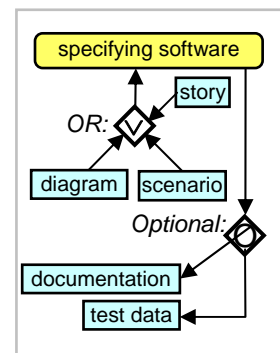 specifying software
story
OR:
V
diagram
scenario
Optional:
documentation
test data